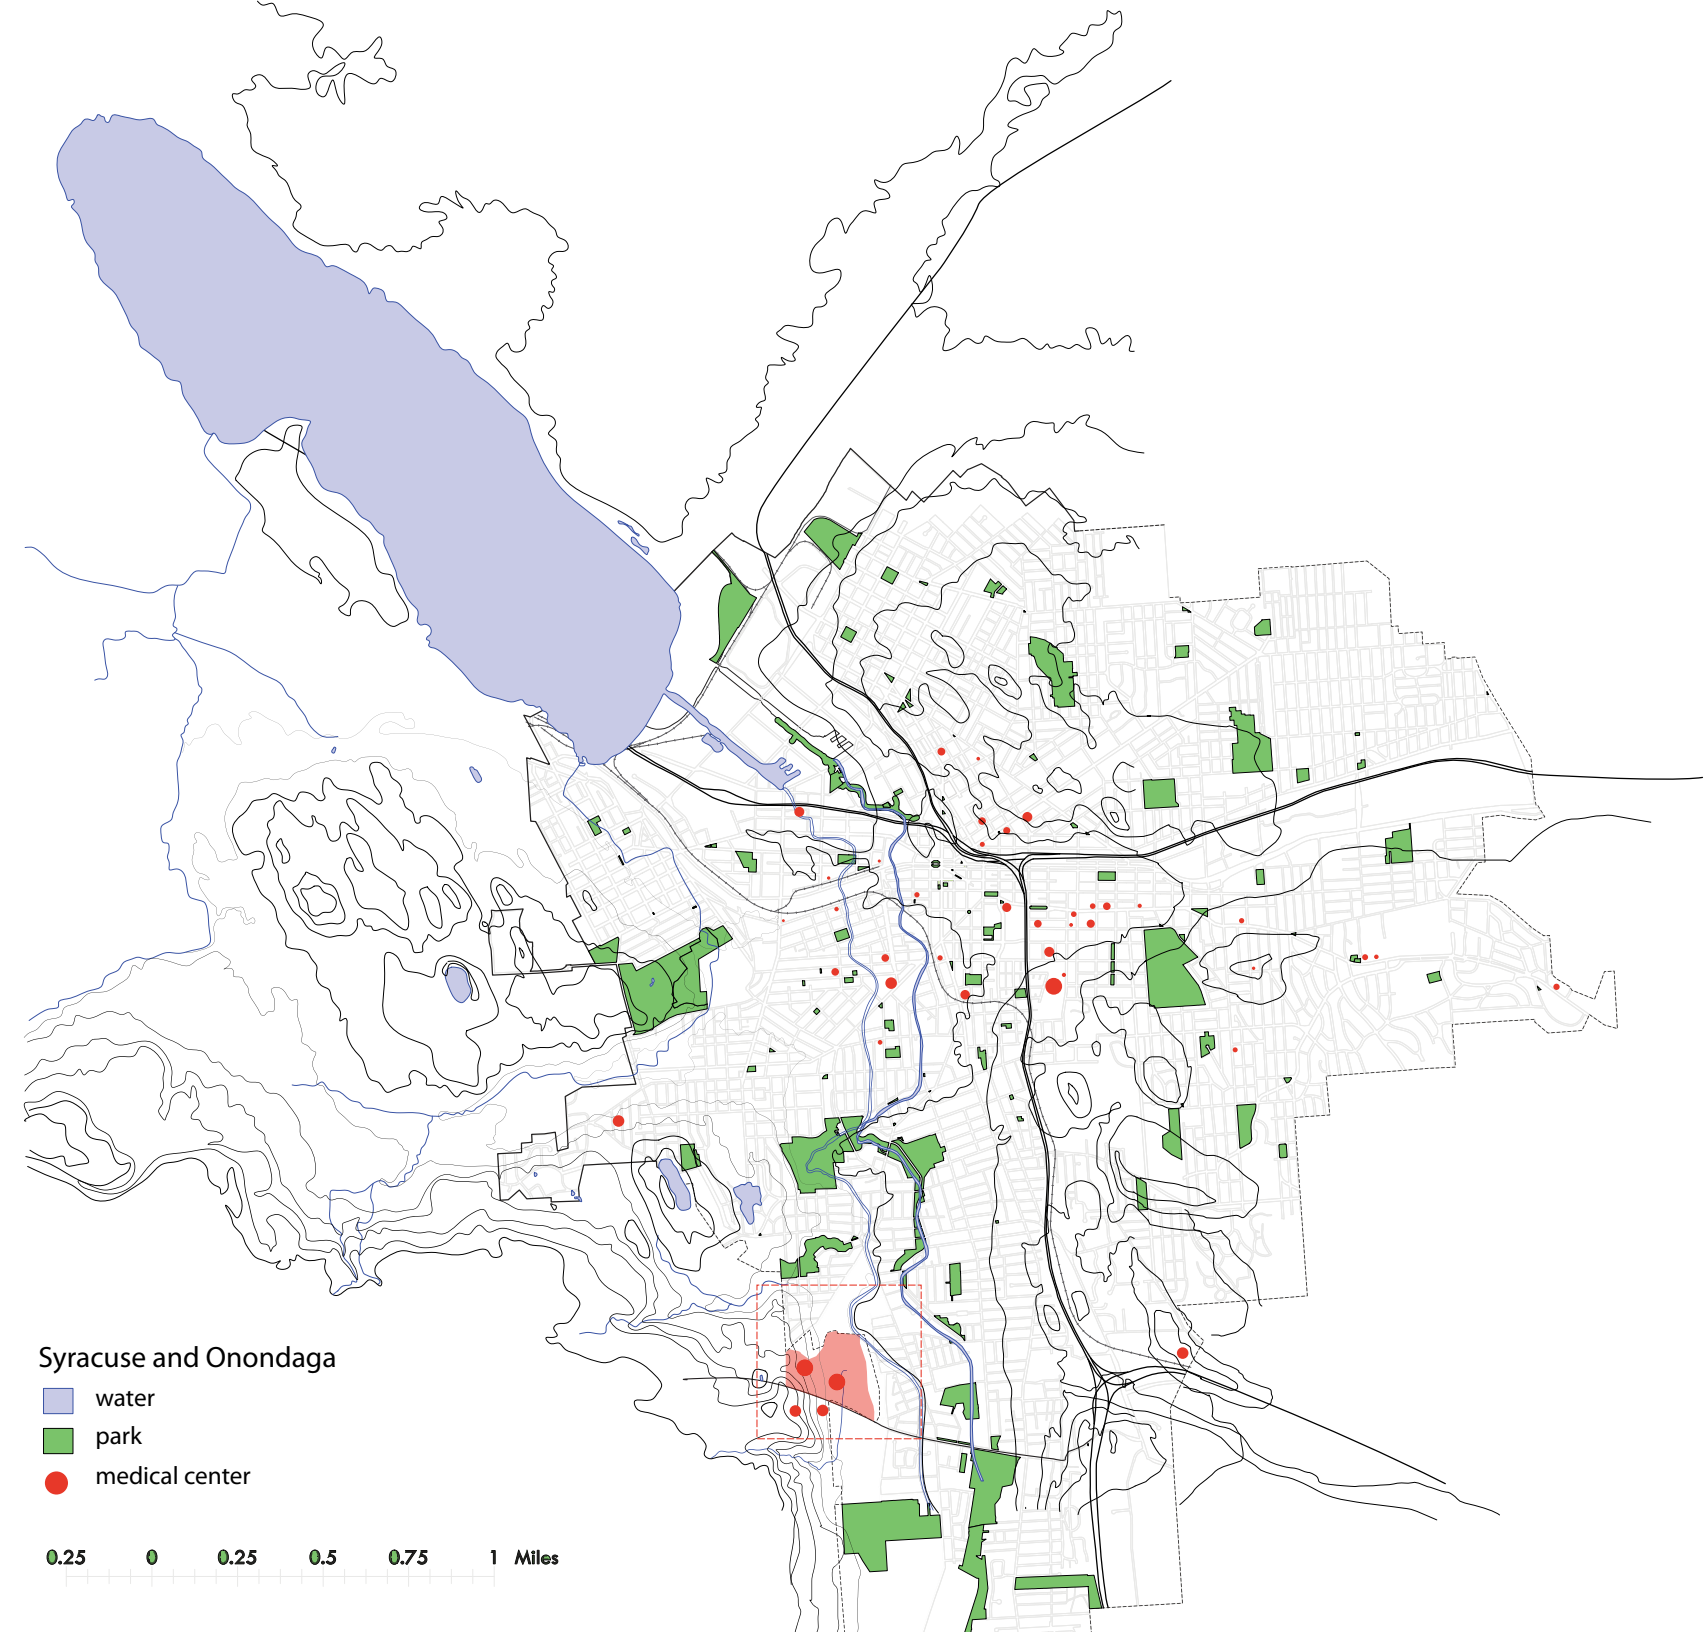 Syracuse and Onondaga
water
park
medical center
0.25 0 0.25 0.5 0.75 1 Miles